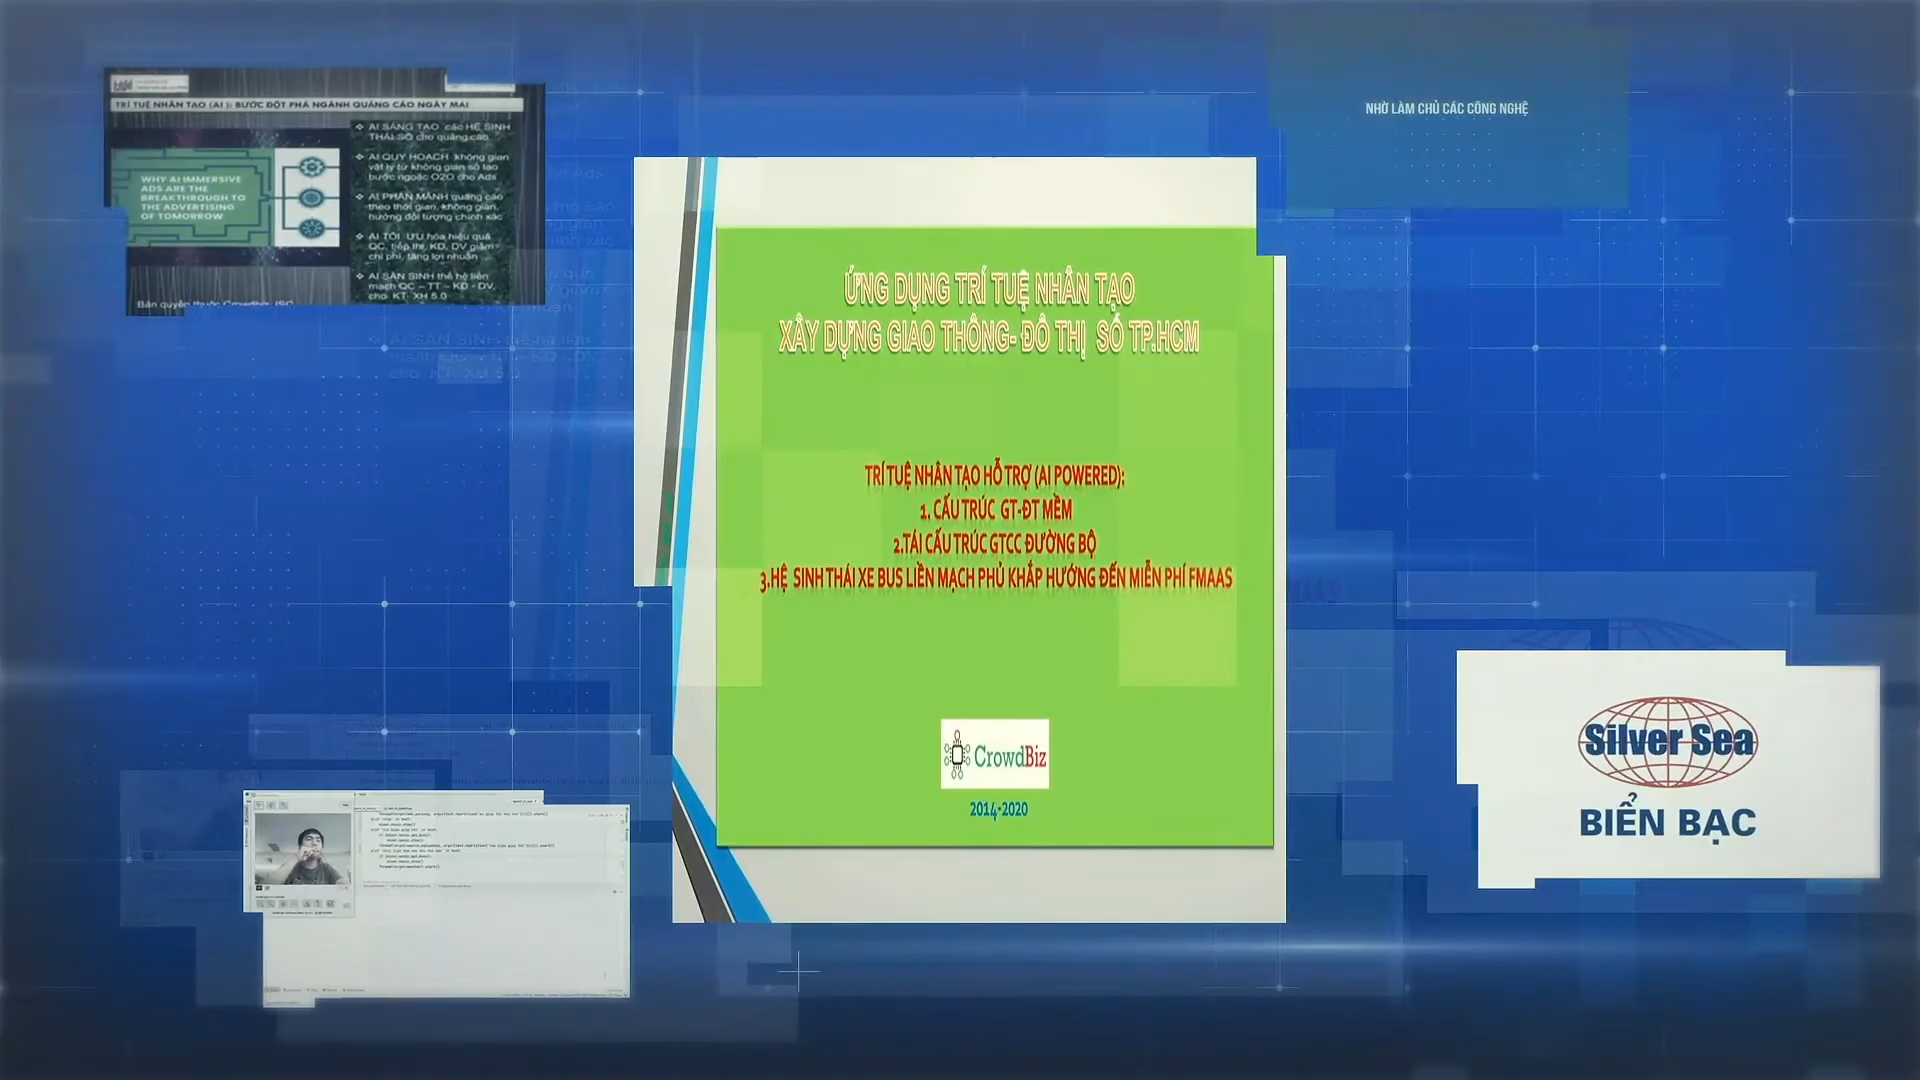 TRÍ TUỆ NHÂN TẠO (AI ): BƯỚC ĐỘT PHÁ NGÀNH QUẢNG CÁO NGÀY MAI
WHY AI IMMERSIVE
ADS ARE THE
BREAKTHROUGH TO
THE ADVERTISING
OF TOMORROW
❖ AI SÁNG TẠO các HỆ SINH
THÁI SỐ cho quảng cáo
❖ AI QUY HOẠCH không gian
vật lý từ không gian số tạo
bước ngoặc O2O cho Ads
❖ AI PHÂN MẢNH quảng cáo
theo thời gian, không gian,
hướng đối tượng chính xác
❖ AI TỐI ƯU hóa hiệu quả
QC, tiếp thị, KD, DV giảm
chi phí, tăng lợi nhuận ...
❖ AI SẢN SINH thế hệ liền
mạch QC – TT – KD - DV,
cho KT- XH 5.0
Bản quyền thuộc Crowdbiz JSC
NHỜ LÀM CHỦ CÁC CÔNG NGHỆ
ỨNG DỤNG TRÍ TUỆ NHÂN TẠO
XÂY DỰNG GIAO THÔNG- ĐÔ THỊ SỐ TP.HCM
TRÍ TUỆ NHÂN TẠO HỖ TRỢ (AI POWERED):
1. CẤU TRÚC GT-ĐT MỀM
2.TÁI CẤU TRÚC GTCC ĐƯỜNG BỘ
3.HỆ SINH THÁI XE BUS LIỀN MẠCH PHỦ KHẮP HƯỚNG ĐẾN MIỄN PHÍ FMAAS
CrowdBiz
2014-2020
Silver Sea
BIỂN BẠC